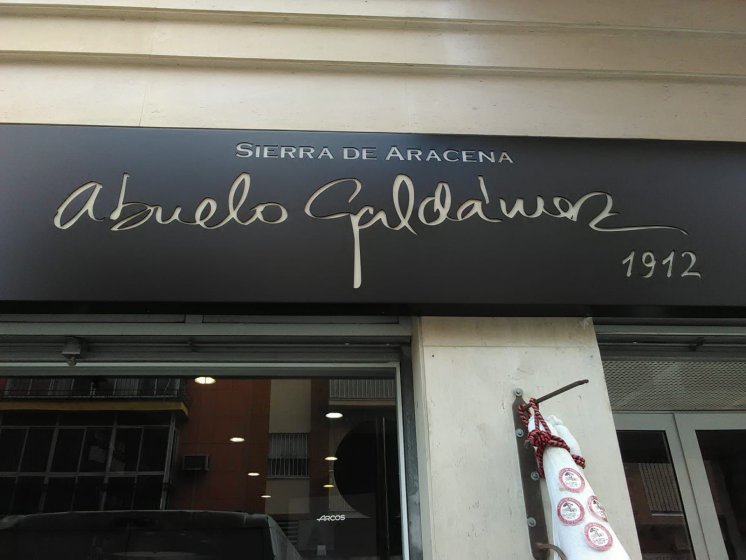 SIERRA DE ARACENA
Abuelo Galdámez
1912
ARCOS